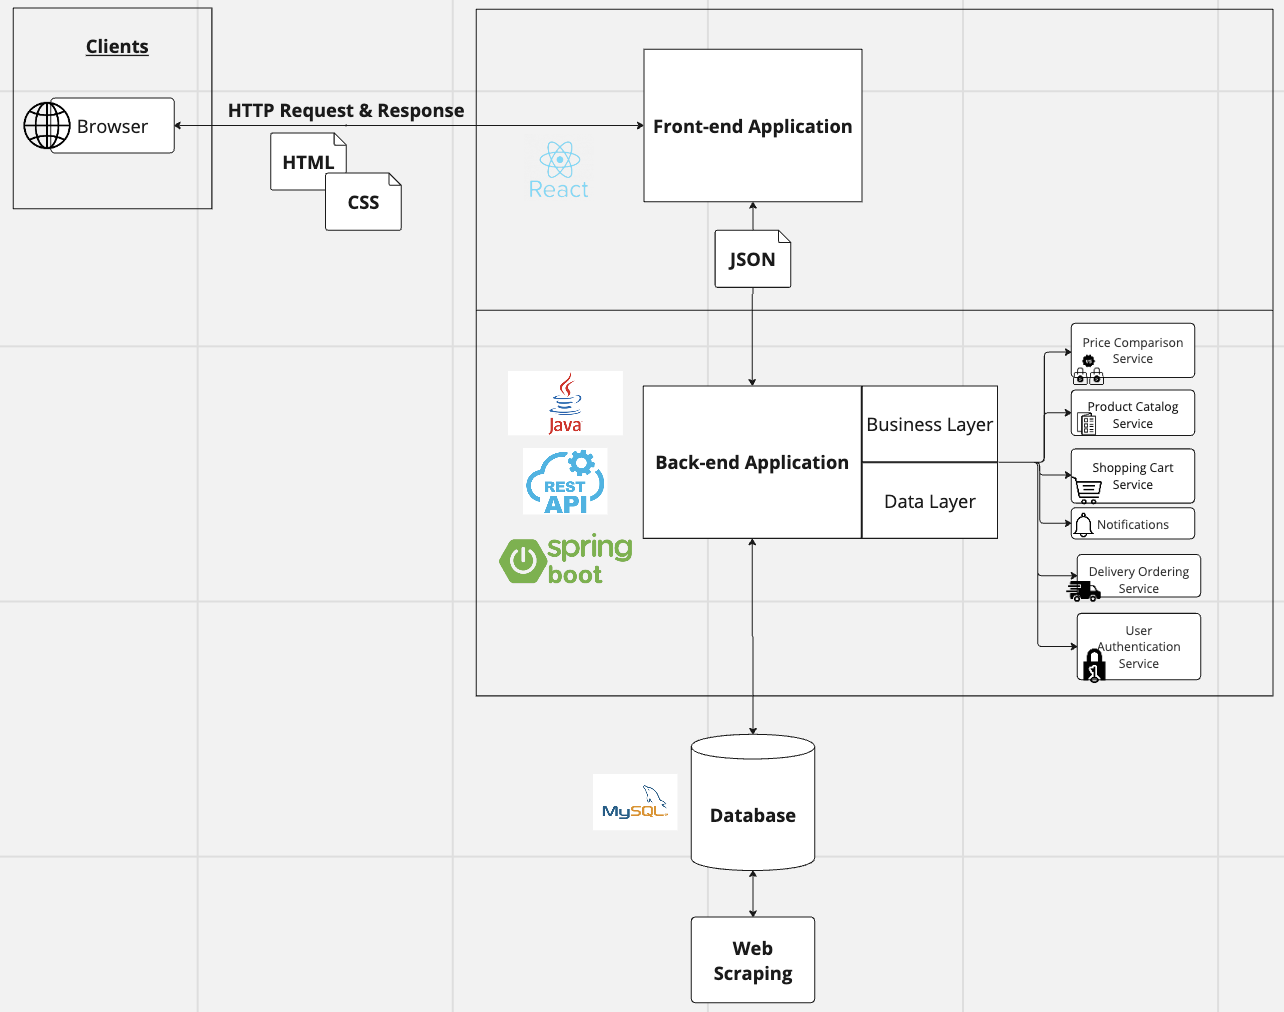 Clients
Browser
HTTP Request & Response
HTML
CSS
React
Front-end Application
JSON
Java
REST
API
spring
boot
Back-end Application
Business Layer
Data Layer
Price Comparison
Service
VS
Product Catalog
Service
Shopping Cart
Service
Notifications
Delivery Ordering
Service
User
Authentication
Service
MySQL
Database
Web
Scraping